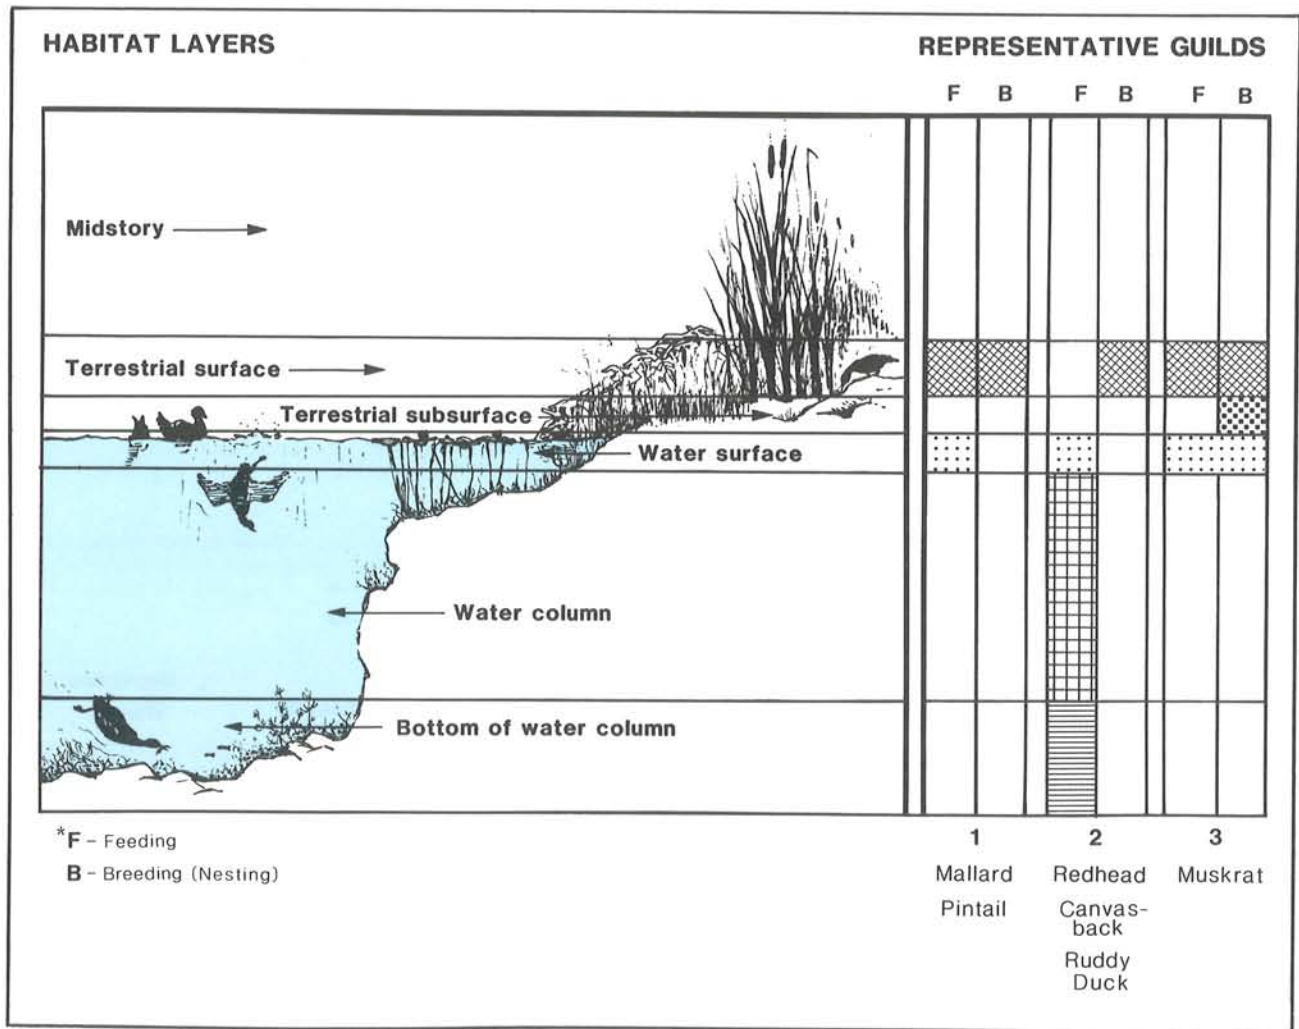 HABITAT LAYERS
REPRESENTATIVE GUILDS
F B F B F B
Midstory
Terrestrial surface
Terrestrial subsurface
Water surface
Water column
Bottom of water column
*F – Feeding
B – Breeding (Nesting)
1 2 3
Mallard Redhead Muskrat
Pintail Canvas-
back
Ruddy
Duck